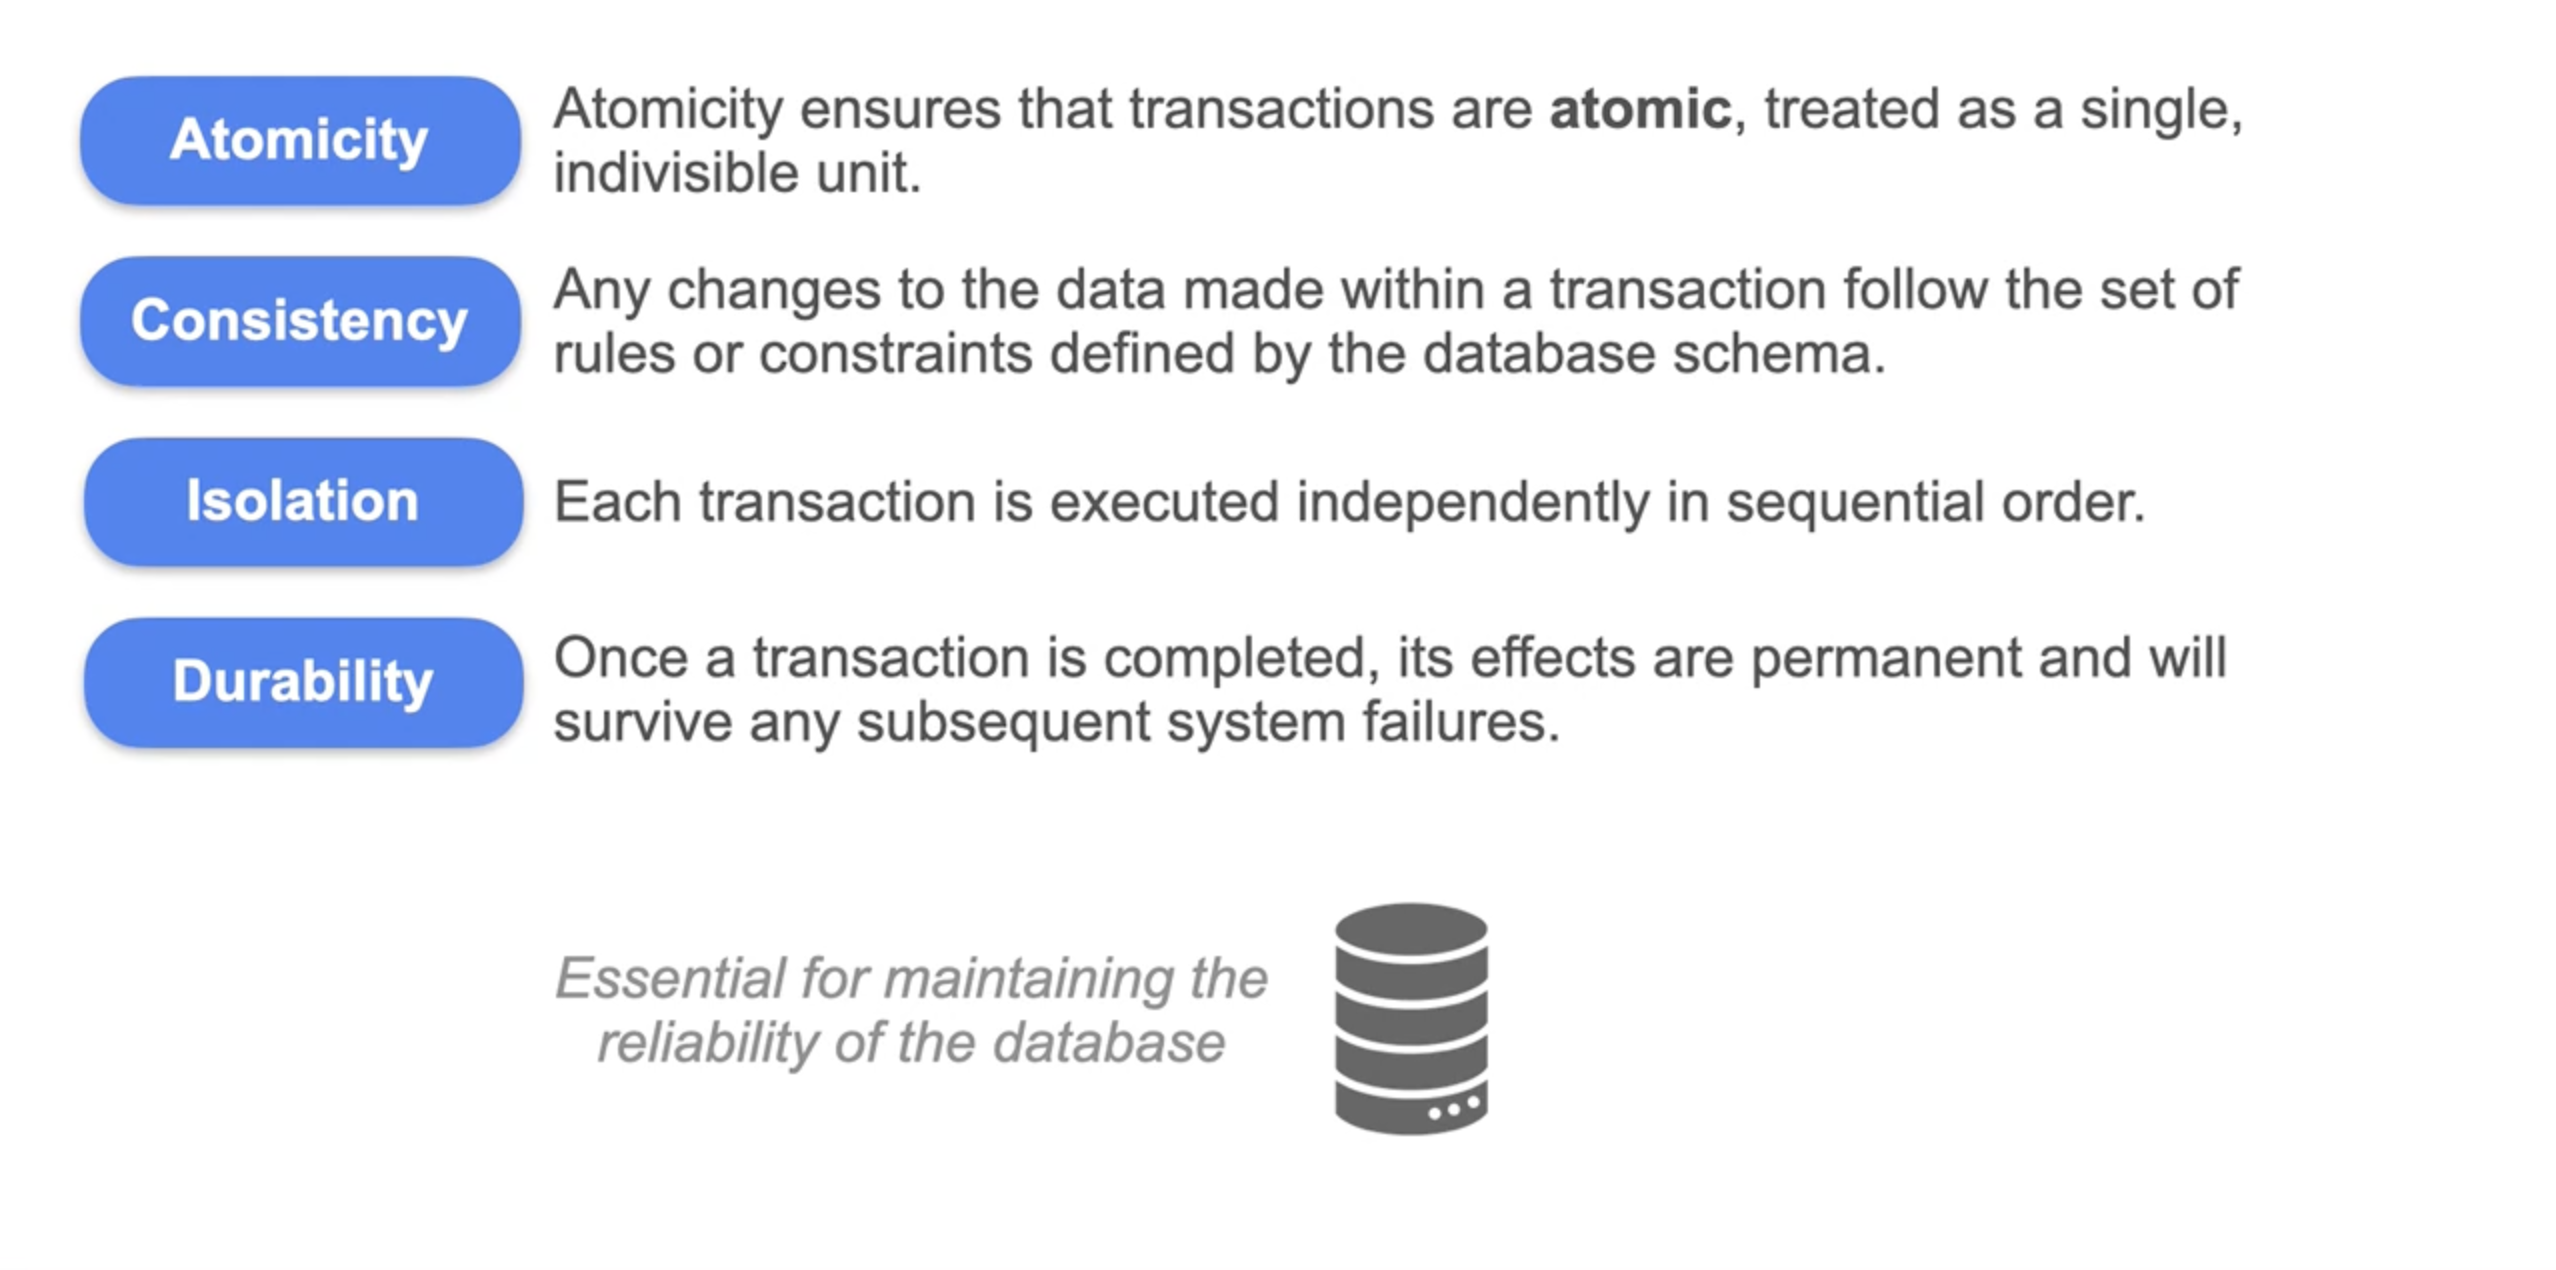 Atomicity
Atomicity ensures that transactions are atomic, treated as a single,
indivisible unit.
Consistency
Any changes to the data made within a transaction follow the set of
rules or constraints defined by the database schema.
Isolation
Each transaction is executed independently in sequential order.
Durability
Once a transaction is completed, its effects are permanent and will
survive any subsequent system failures.
Essential for maintaining the
reliability of the database